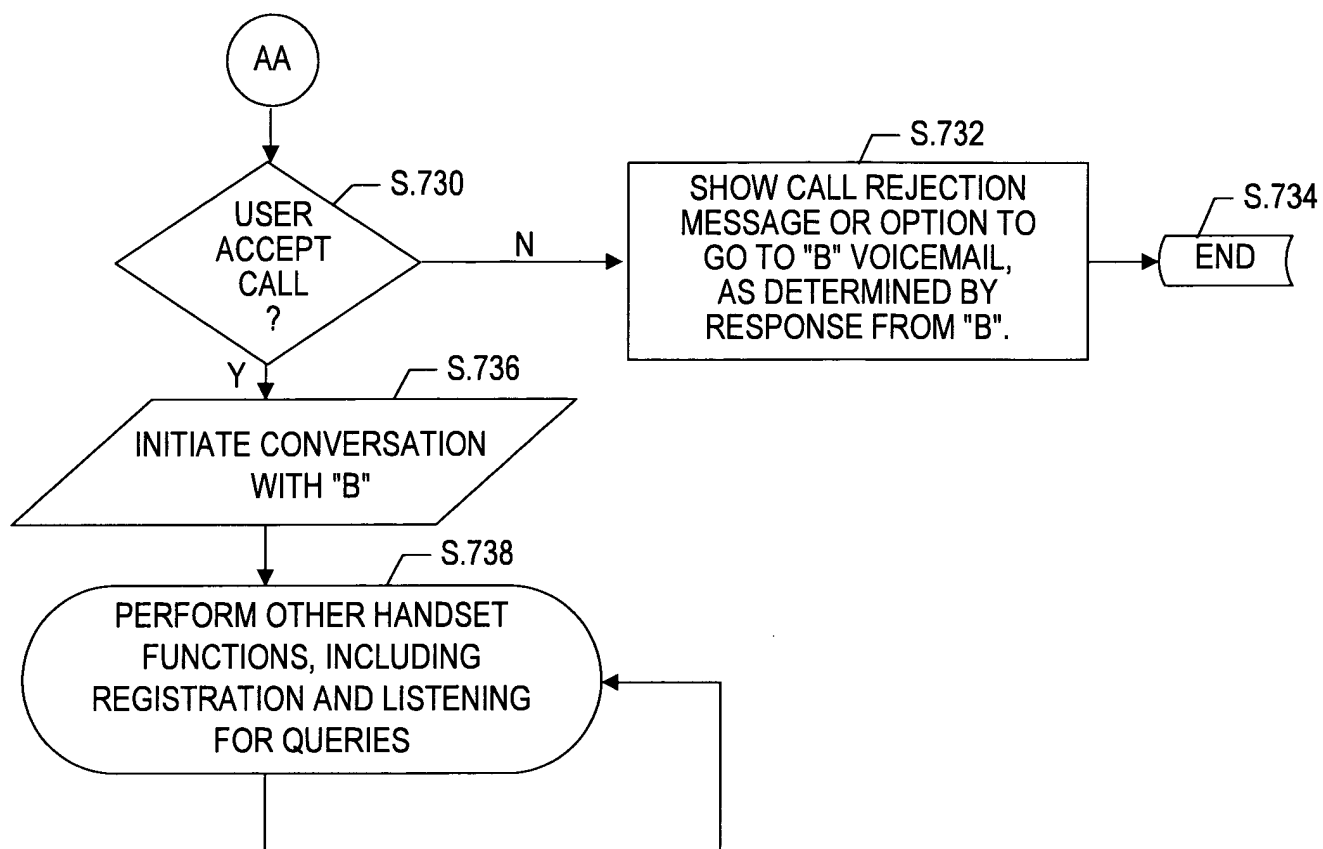 AA
S.730
USER
ACCEPT
CALL
?
N
S.732
SHOW CALL REJECTION
MESSAGE OR OPTION TO
GO TO "B" VOICEMAIL,
AS DETERMINED BY
RESPONSE FROM "B".
S.734
END
Y
S.736
INITIATE CONVERSATION
WITH "B"
S.738
PERFORM OTHER HANDSET
FUNCTIONS, INCLUDING
REGISTRATION AND LISTENING
FOR QUERIES